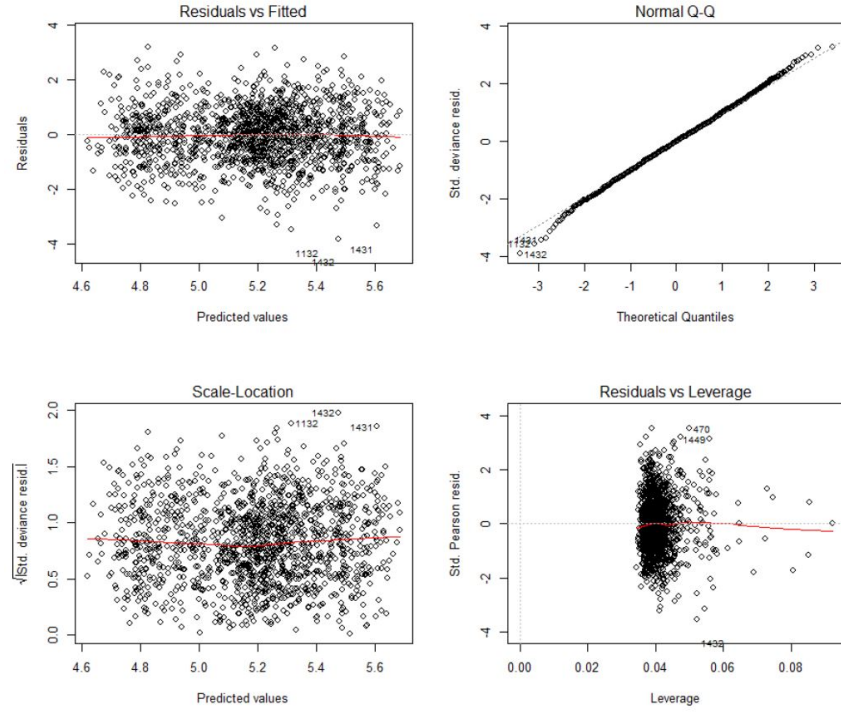 Residuals vs Fitted
Residuals
4
2
0
-2
-4
1132
1432
1431
4.6 4.8 5.0 5.2 5.4 5.6
Predicted values
Normal Q-Q
Std. deviance resid.
2
0
-2
-4
1431
1132
1432
-3 -2 -1 0 1 2 3
Theoretical Quantiles
Scale-Location
√|Std. deviance resid.|
2.0
1.5
1.0
0.5
0.0
1432
1132
1431
4.6 4.8 5.0 5.2 5.4 5.6
Predicted values
Residuals vs Leverage
Std. Pearson resid.
4
2
0
-2
-4
470
1449
1432
0.00 0.02 0.04 0.06 0.08
Leverage